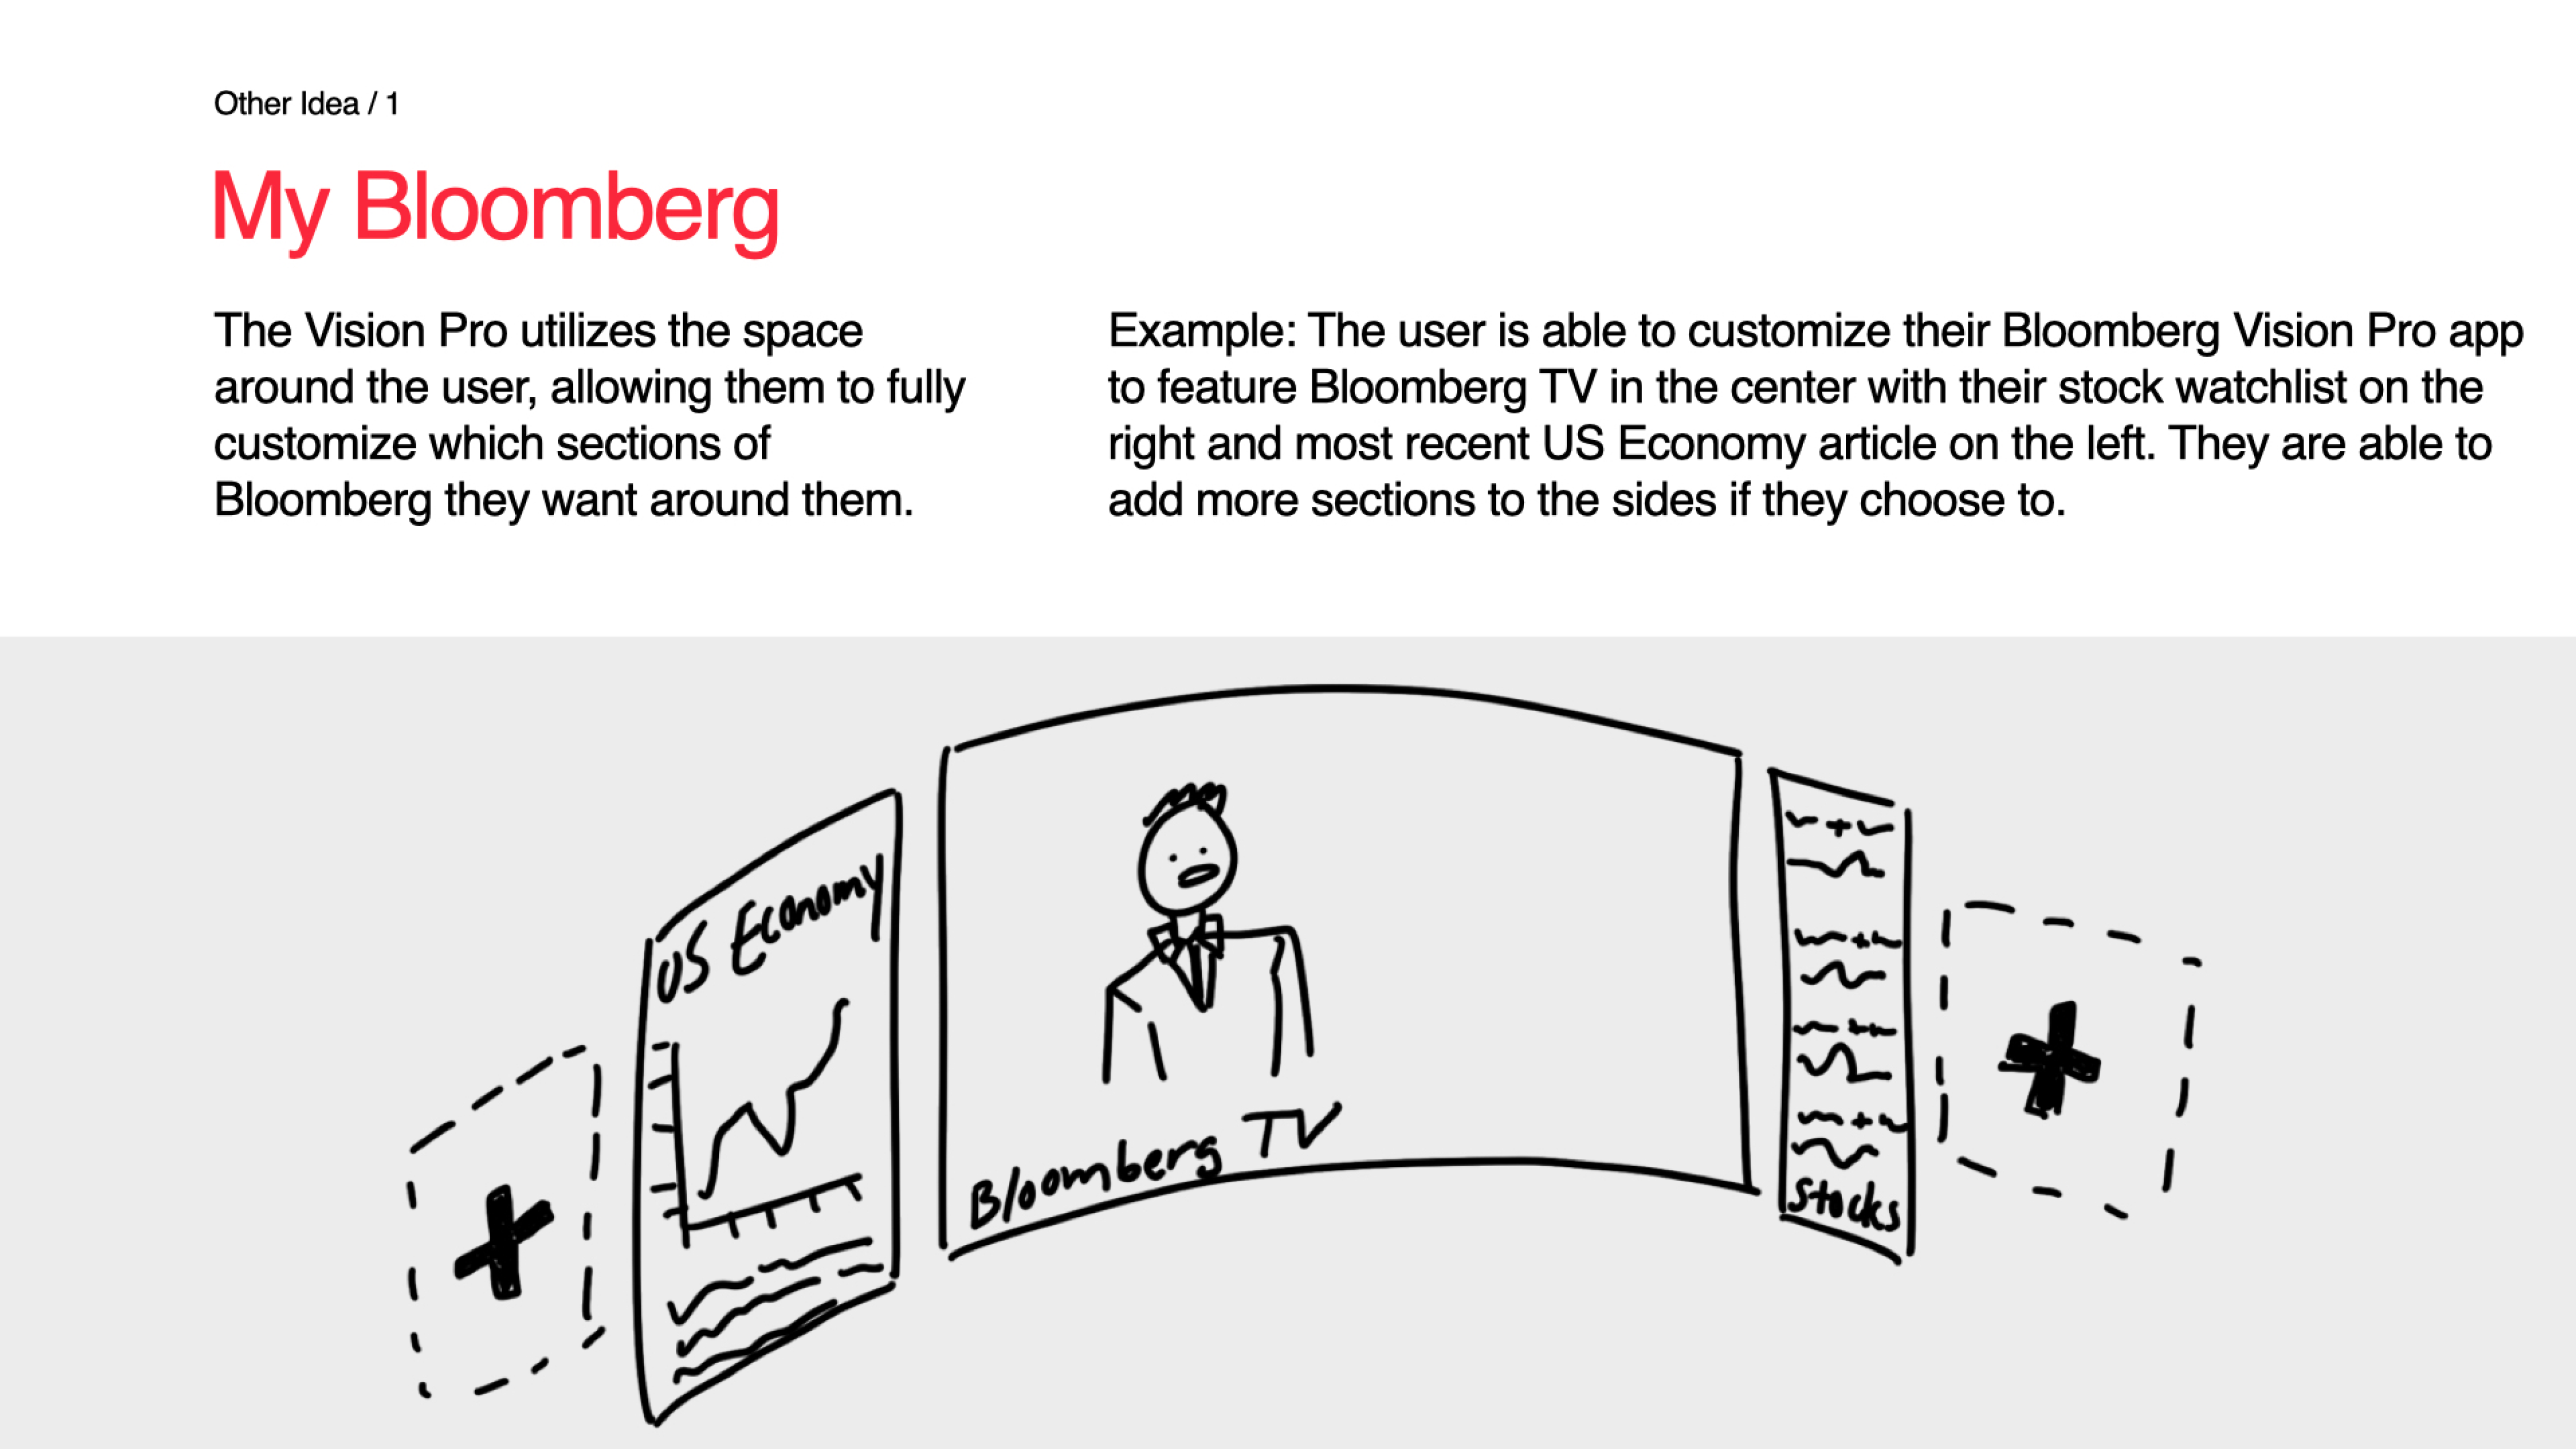 Other Idea / 1
My Bloomberg
The Vision Pro utilizes the space
around the user, allowing them to fully
customize which sections of
Bloomberg they want around them.
Example: The user is able to customize their Bloomberg Vision Pro app
to feature Bloomberg TV in the center with their stock watchlist on the
right and most recent US Economy article on the left. They are able to
add more sections to the sides if they choose to.
US Economy
Bloomberg TV
Stocks